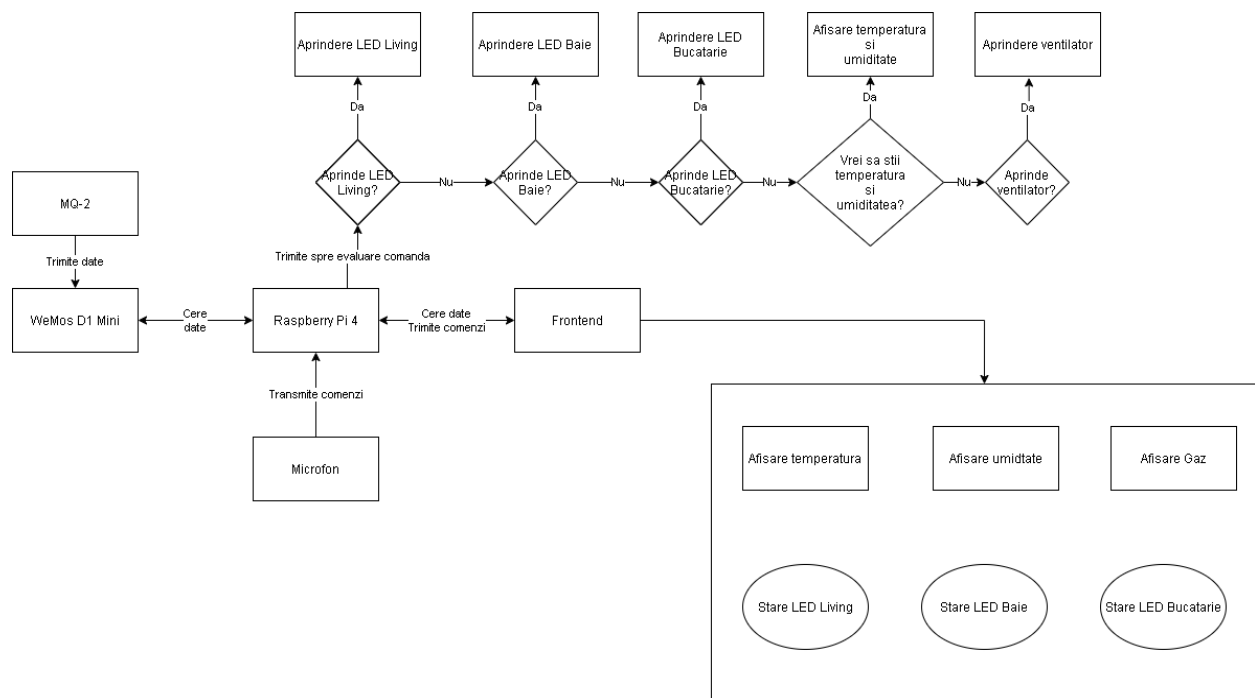 Aprindere LED Living
Aprindere LED Baie
Aprindere LED
Bucatarie
Afisare temperatura
si
umiditate
Aprindere ventilator
Da
Da
Da
Da
Da
Aprinde LED
Living?
Nu
Aprinde LED
Baie?
Nu
Aprinde LED
Bucatarie?
Nu
Vrei sa stii
temperatura
si
umiditatea?
Nu
Aprinde
ventilator?
MQ-2
Trimite date
Trimite spre evaluare comanda
WeMos D1 Mini
Cere
date
Raspberry Pi 4
Cere date
Trimite comenzi
Frontend
Transmite comenzi
Microfon
Afisare temperatura
Afisare umidtate
Afisare Gaz
Stare LED Living
Stare LED Baie
Stare LED Bucatarie